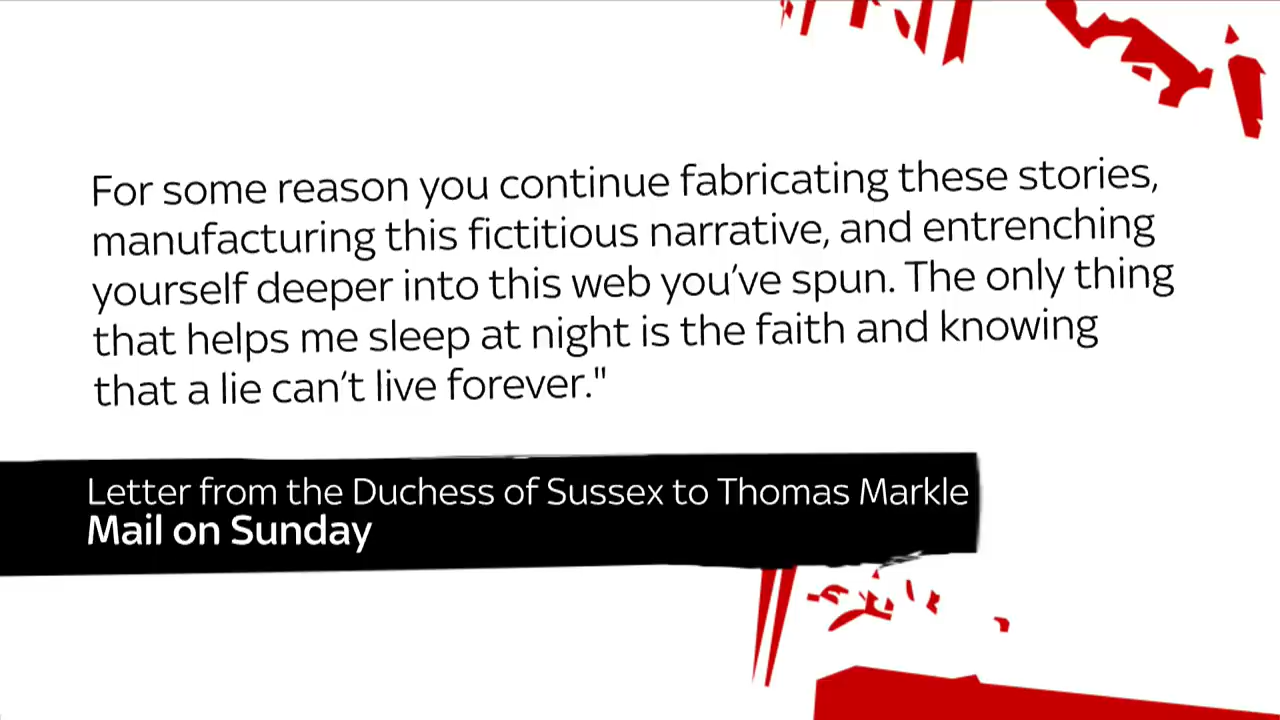 For some reason you continue fabricating these stories,
manufacturing this fictitious narrative, and entrenching
yourself deeper into this web you’ve spun. The only thing
that helps me sleep at night is the faith and knowing
that a lie can’t live forever."
Letter from the Duchess of Sussex to Thomas Markle
Mail on Sunday